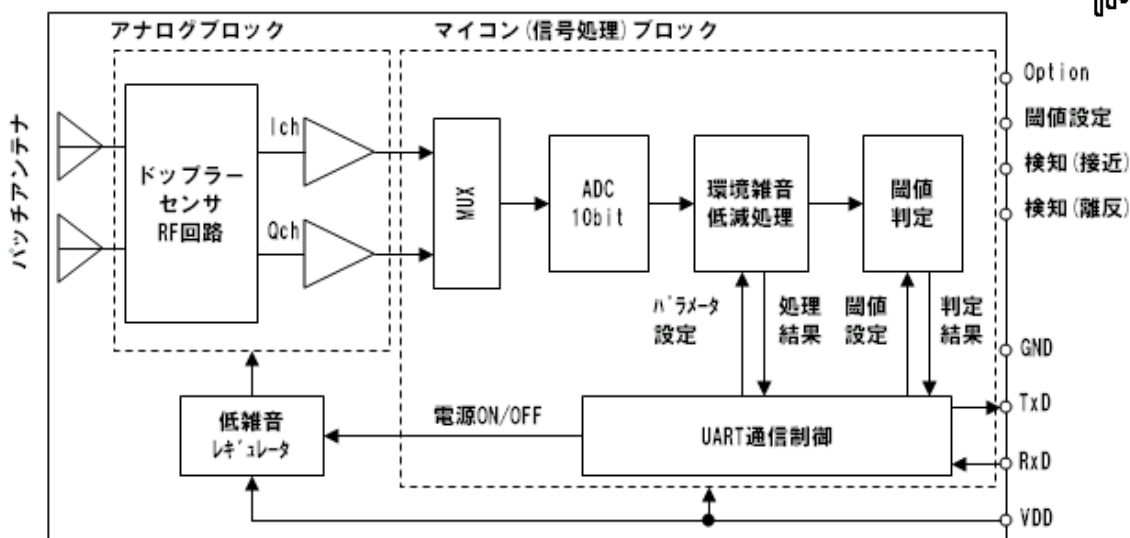 アナログブロック
マイコン(信号処理)ブロック
パッチアンテナ
ドップラー
センサ
RF回路
Ich
Qch
MUX
ADC
10bit
環境雑音
低減処理
閾値
判定
パラメータ
設定
処理
結果
閾値
設定
判定
結果
低雑音
レギュレータ
電源ON/OFF
UART通信制御
Option
閾値設定
検知(接近)
検知(離反)
GND
TxD
RxD
VDD